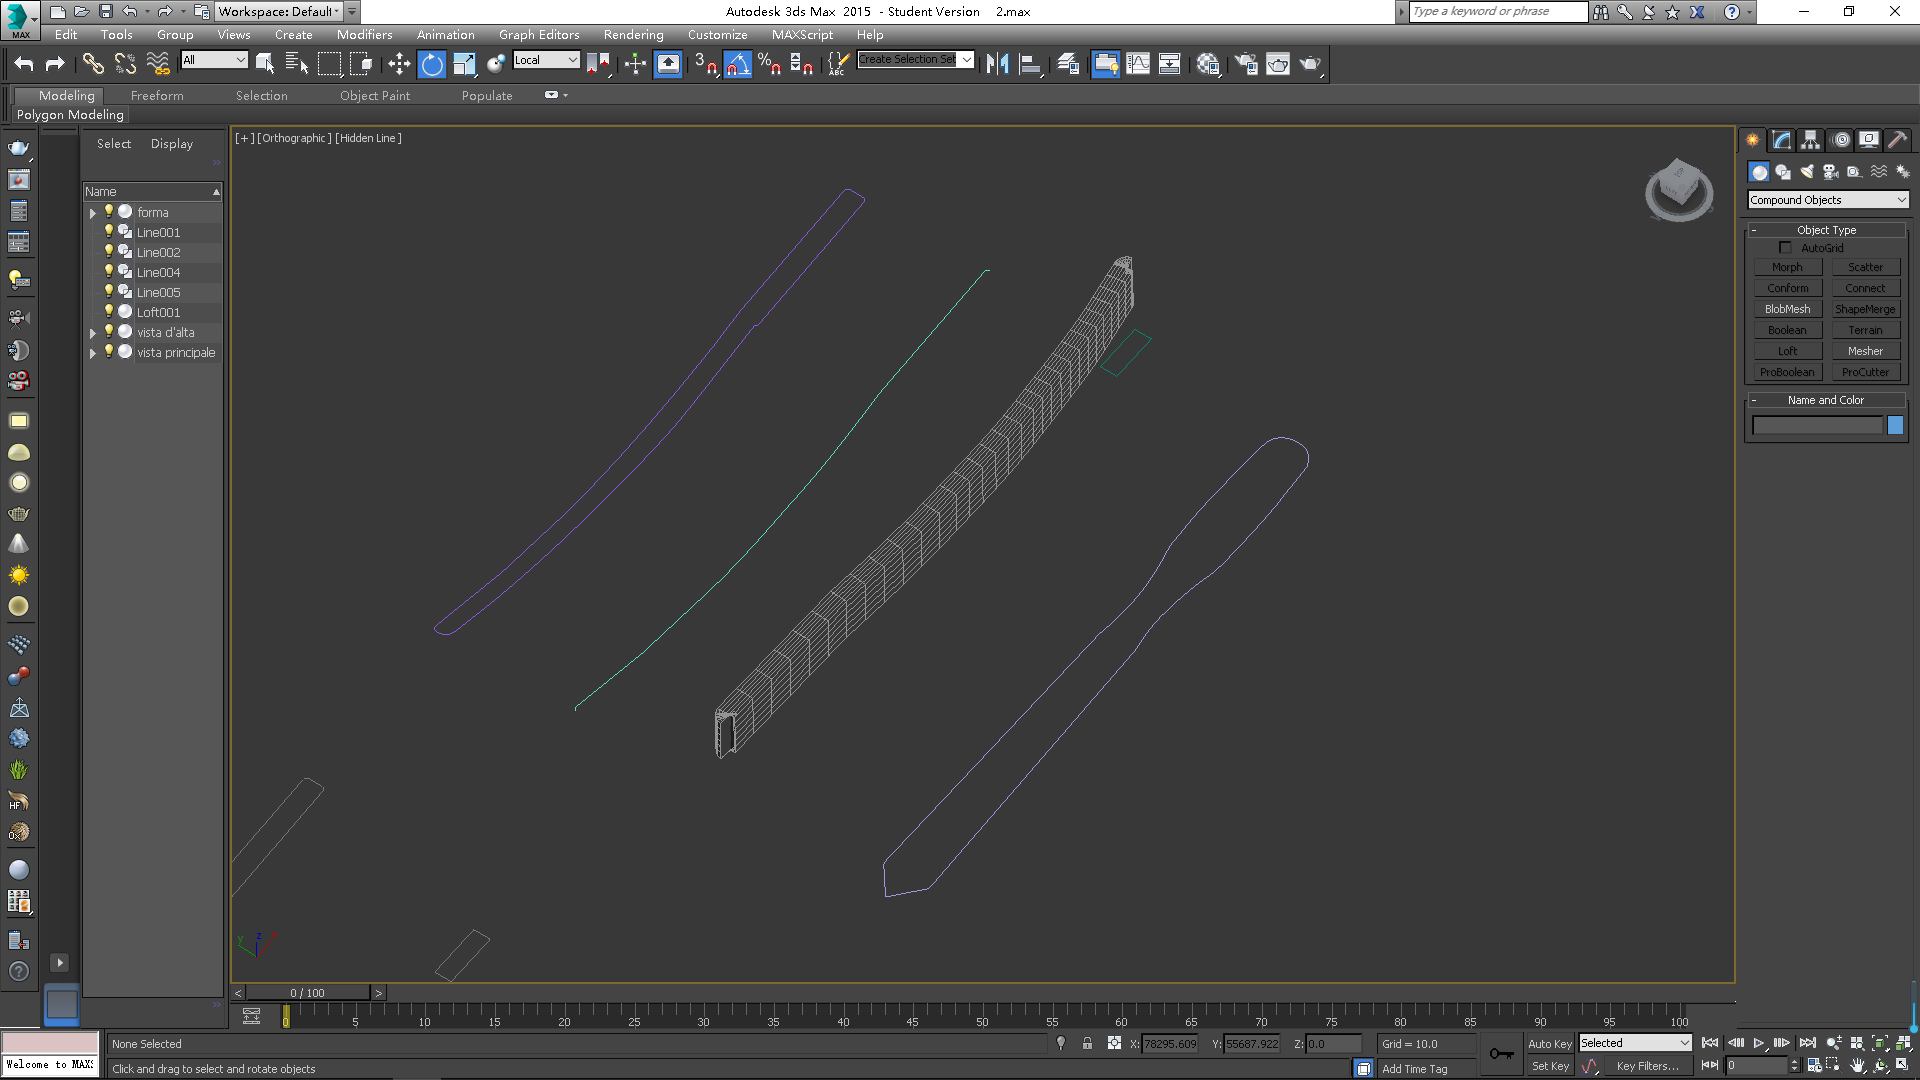 Workspace: Default
Autodesk 3ds Max 2015 - Student Version 2.max
Type a keyword or phrase
MAX
Edit Tools Group Views Create Modifiers Animation Graph Editors Rendering Customize MAXScript Help
All
Local
3
%
ABC
Create Selection Set
Modeling Freeform Selection Object Paint Populate
Polygon Modeling
Select Display
[+] [Orthographic] [Hidden Line]
Name
forma
Line001
Line002
Line004
Line005
Loft001
vista d'alta
vista principale
HF
Compound Objects
- Object Type
AutoGrid
Morph Scatter
Conform Connect
BlobMesh ShapeMerge
Boolean Terrain
Loft Mesher
ProBoolean ProCutter
- Name and Color
y z x
< 0 / 100 >
0 5 10 15 20 25 30 35 40 45 50 55 60 65 70 75 80 85 90 95 100
None Selected
X: 78295.609 Y: 55687.922 Z: 0.0
Grid = 10.0
Auto Key
Selected
Welcome to MAX
Click and drag to select and rotate objects
Add Time Tag
Set Key
Key Filters...
0